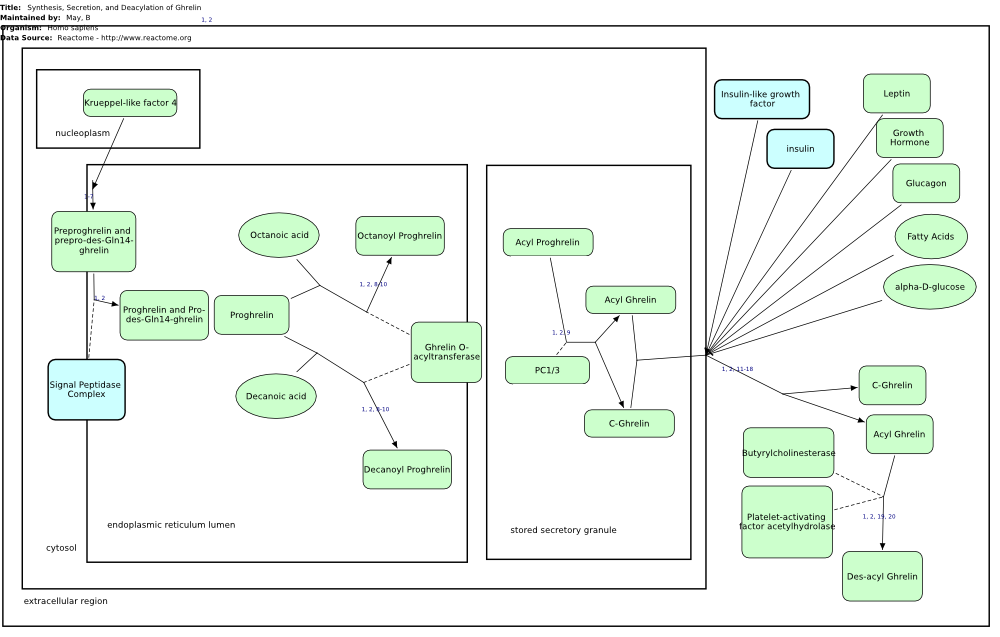 Title: Synthesis, Secretion, and Deacylation of Ghrelin
Maintained by: May, B
1, 2
Organism: Homo sapiens
Data Source: Reactome - http://www.reactome.org
Krueppel-like factor 4
nucleoplasm
1-7
Preproghrelin and
prepro-des-Gln14-
ghrelin
1, 2
Proghrelin and Pro-
des-Gln14-ghrelin
Signal Peptidase
Complex
Octanoic acid
Octanoyl Proghrelin
1, 2, 8-10
Proghrelin
Ghrelin O-
acyltransferase
Decanoic acid
1, 2, 8-10
Decanoyl Proghrelin
endoplasmic reticulum lumen
cytosol
extracellular region
Acyl Proghrelin
Acyl Ghrelin
1, 2, 9
PC1/3
C-Ghrelin
stored secretory granule
Insulin-like growth
factor
insulin
Leptin
Growth
Hormone
Glucagon
Fatty Acids
alpha-D-glucose
1, 2, 11-18
C-Ghrelin
Acyl Ghrelin
Butyrylcholinesterase
Platelet-activating
factor acetylhydrolase
1, 2, 19, 20
Des-acyl Ghrelin